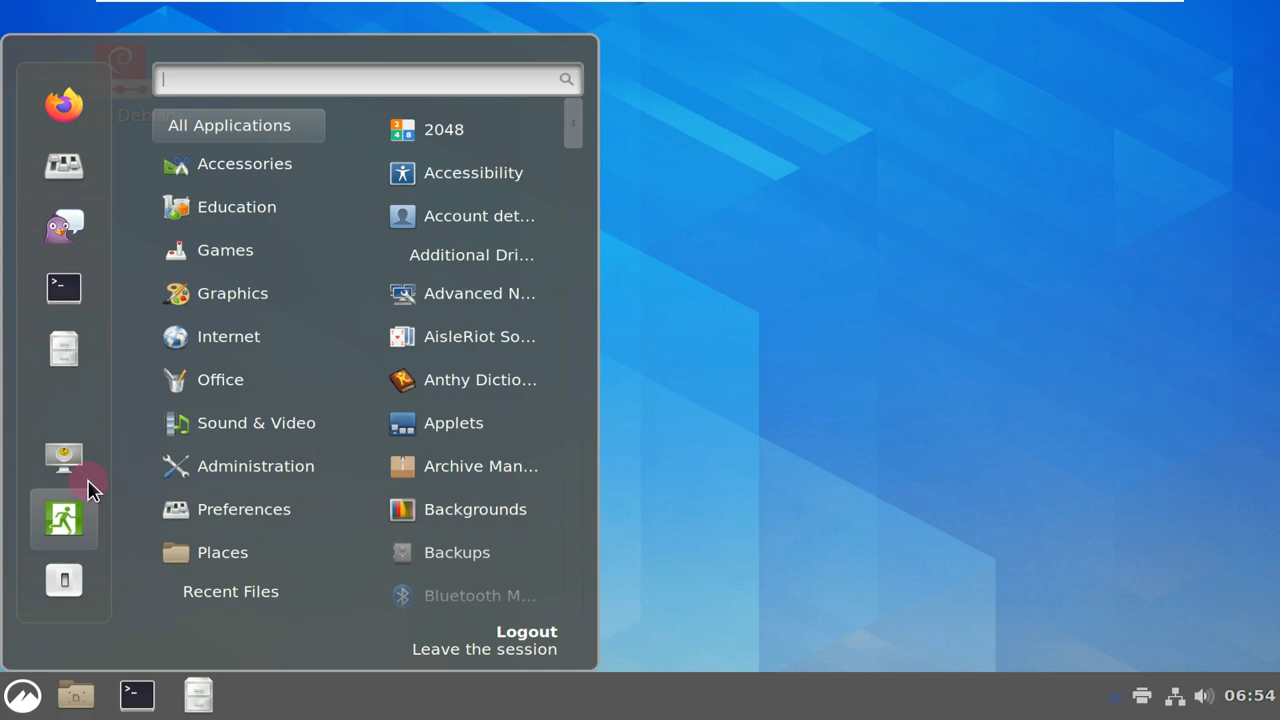 All Applications
Accessories
Education
Games
Graphics
Internet
Office
Sound & Video
Administration
Preferences
Places
Recent Files
2048
Accessibility
Account det...
Additional Dri...
Advanced N...
AisleRiot So...
Anthy Dictio...
Applets
Archive Man...
Backgrounds
Backups
Bluetooth M...
Logout
Leave the session
06:54